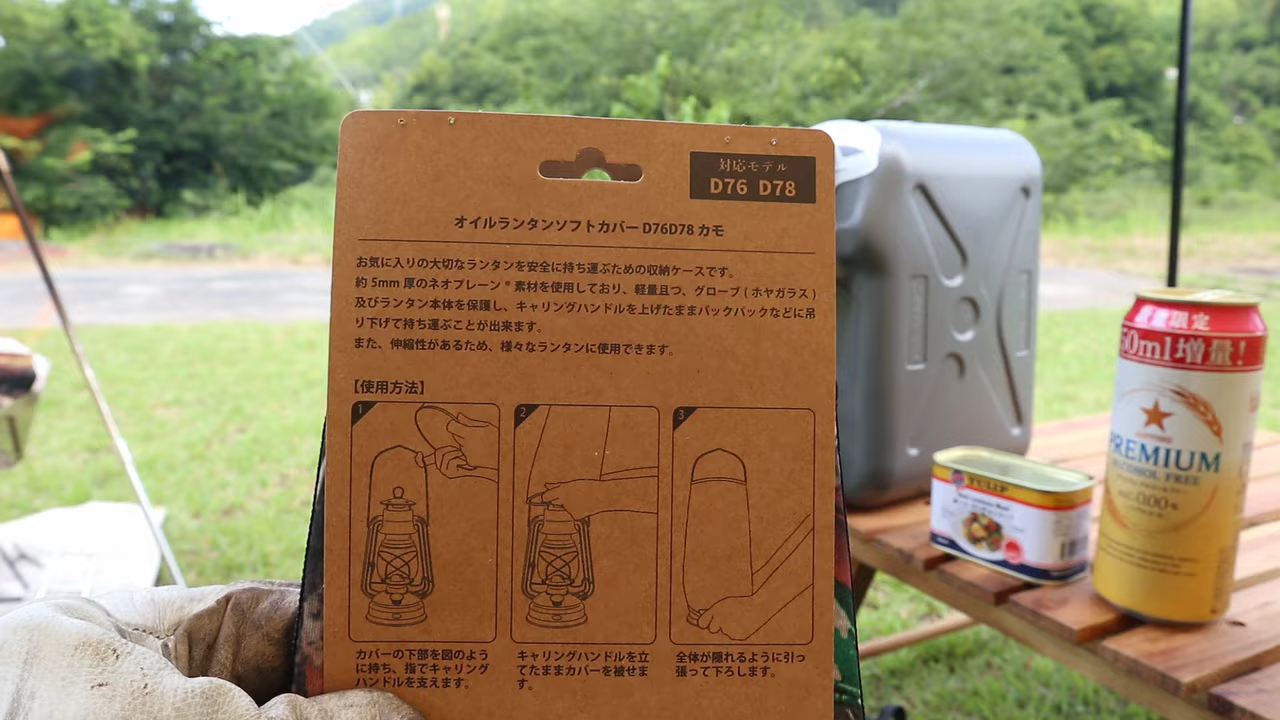 対応モデル
D76 D78
オイルランタンソフトカバー D76D78 カモ
お気に入りの大切なランタンを安全に持ち運ぶための収納ケースです。
約 5mm 厚のネオプレーン® 素材を使用しており、軽量且つ、グローブ ( ホヤガラス )
及びランタン本体を保護し、キャリングハンドルを上げたままバックパックなどに吊
り下げて持ち運ぶことが出来ます。
また、伸縮性があるため、様々なランタンに使用できます。
【使用方法】
1
2
3
カバーの下部を図のよう
に持ち、指でキャリング
ハンドルを支えます。
キャリングハンドルを立
てたままカバーを被せま
す。
全体が隠れるように引っ
張って下ろします。
TULIP
限定
50ml増量!
SAPPORO
PREMIUM
ALCOHOL FREE
0.00%